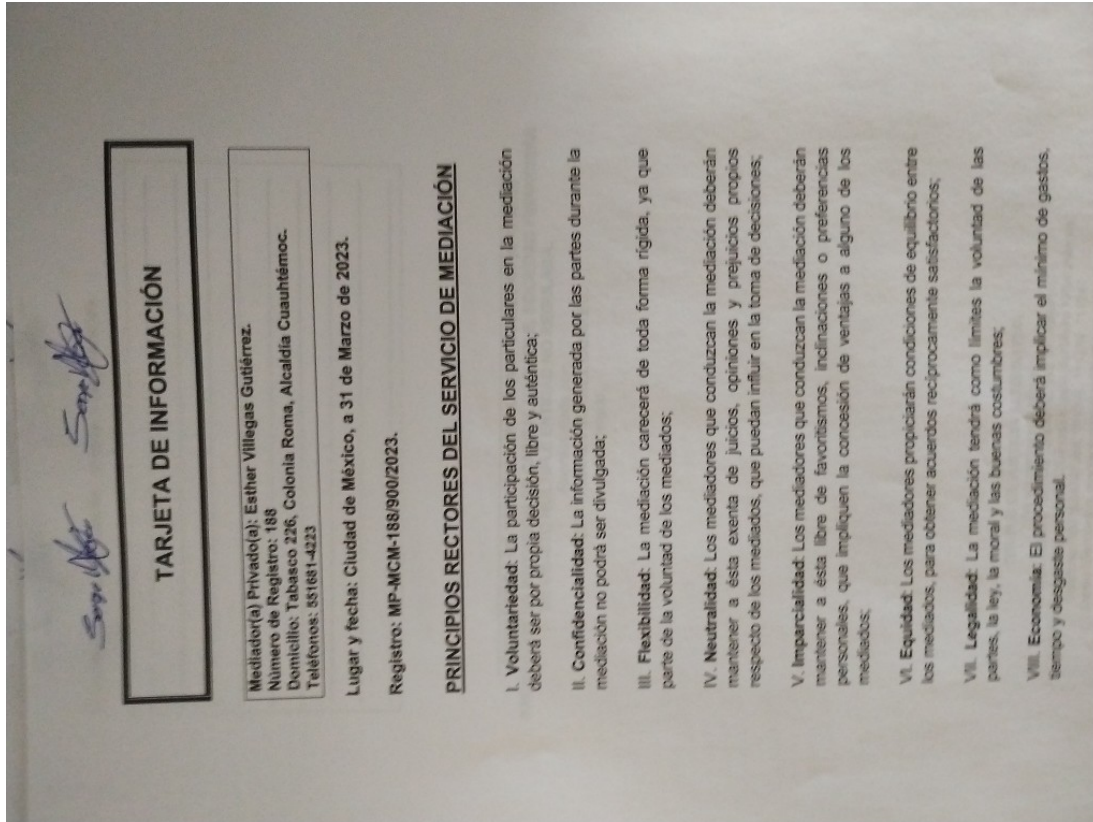 TARJETA DE INFORMACIÓN
Mediador(a) Privado(a): Esther Villegas Gutiérrez.
Número de Registro: 188
Domicilio: Tabasco 226, Colonia Roma, Alcaldía Cuauhtémoc.
Teléfonos: 551681-4223
Lugar y fecha: Ciudad de México, a 31 de Marzo de 2023.
Registro: MP-MCM-188/900/2023.
PRINCIPIOS RECTORES DEL SERVICIO DE MEDIACIÓN
I. Voluntariedad: La participación de los particulares en la mediación
deberá ser por propia decisión, libre y auténtica;
II. Confidencialidad: La información generada por las partes durante la
mediación no podrá ser divulgada;
III. Flexibilidad: La mediación carecerá de toda forma rígida, ya que
parte de la voluntad de los mediados;
IV. Neutralidad: Los mediadores que conduzcan la mediación deberán
mantener a ésta exenta de juicios, opiniones y prejuicios propios
respecto de los mediados, que puedan influir en la toma de decisiones;
V. Imparcialidad: Los mediadores que conduzcan la mediación deberán
mantener a ésta libre de favoritismos, inclinaciones o preferencias
personales, que impliquen la concesión de ventajas a alguno de los
mediados;
VI. Equidad: Los mediadores propiciarán condiciones de equilibrio entre
los mediados, para obtener acuerdos recíprocamente satisfactorios;
VII. Legalidad: La mediación tendrá como límites la voluntad de las
partes, la ley, la moral y las buenas costumbres;
VIII. Economía: El procedimiento deberá implicar el mínimo de gastos,
tiempo y desgaste personal.